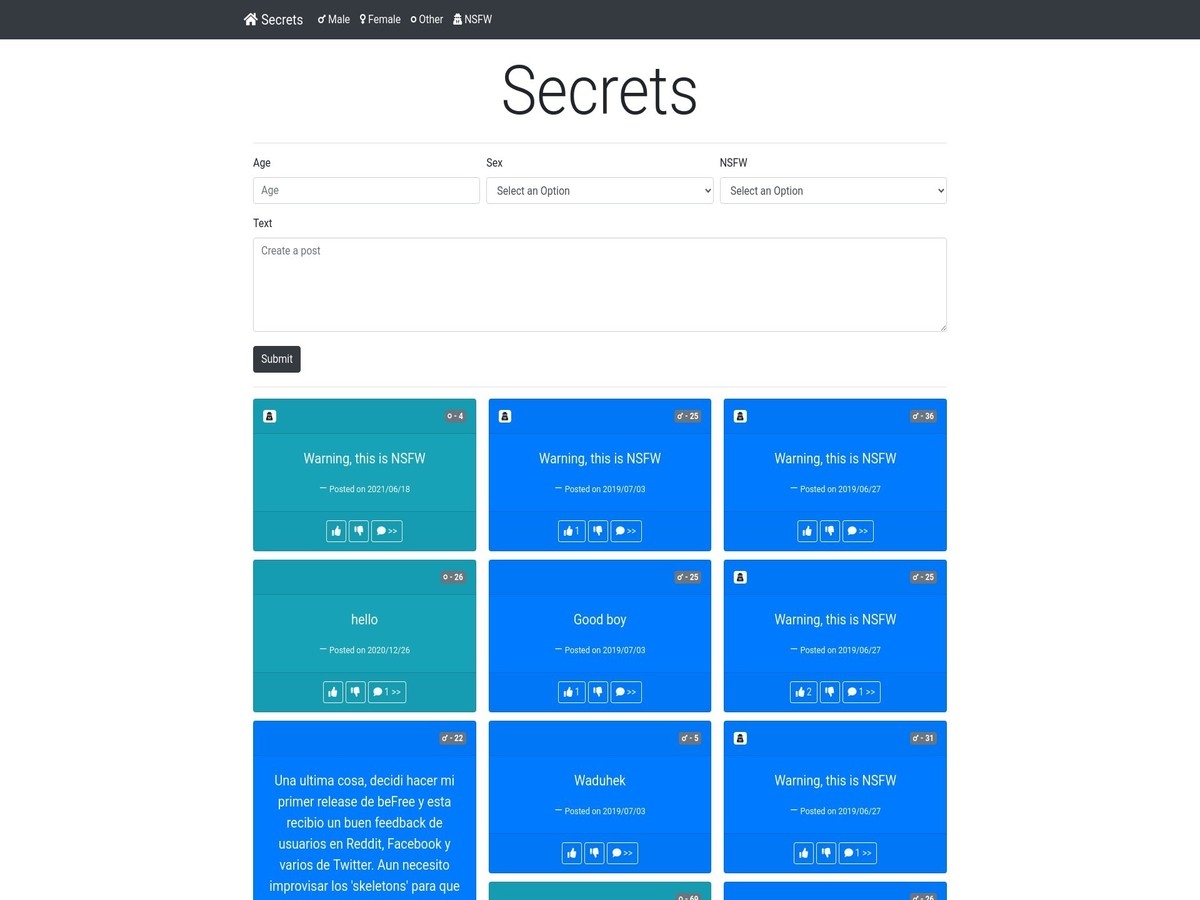 Secrets Male Female Other NSFW
Secrets
Age Sex NSFW
Age Select an Option Select an Option
Text
Create a post
Submit
- 4
Warning, this is NSFW
— Posted on 2021/06/18
>>
- 25
Warning, this is NSFW
— Posted on 2019/07/03
1 >>
- 36
Warning, this is NSFW
— Posted on 2019/06/27
>>
- 26
hello
— Posted on 2020/12/26
1 >>
- 25
Good boy
— Posted on 2019/07/03
1 >>
- 25
Warning, this is NSFW
— Posted on 2019/06/27
2 1 >>
- 22
Una ultima cosa, decidi hacer mi
primer release de beFree y esta
recibio un buen feedback de
usuarios en Reddit, Facebook y
varios de Twitter. Aun necesito
improvisar los 'skeletons' para que
- 5
Waduhek
— Posted on 2019/07/03
>>
- 31
Warning, this is NSFW
— Posted on 2019/06/27
1 >>